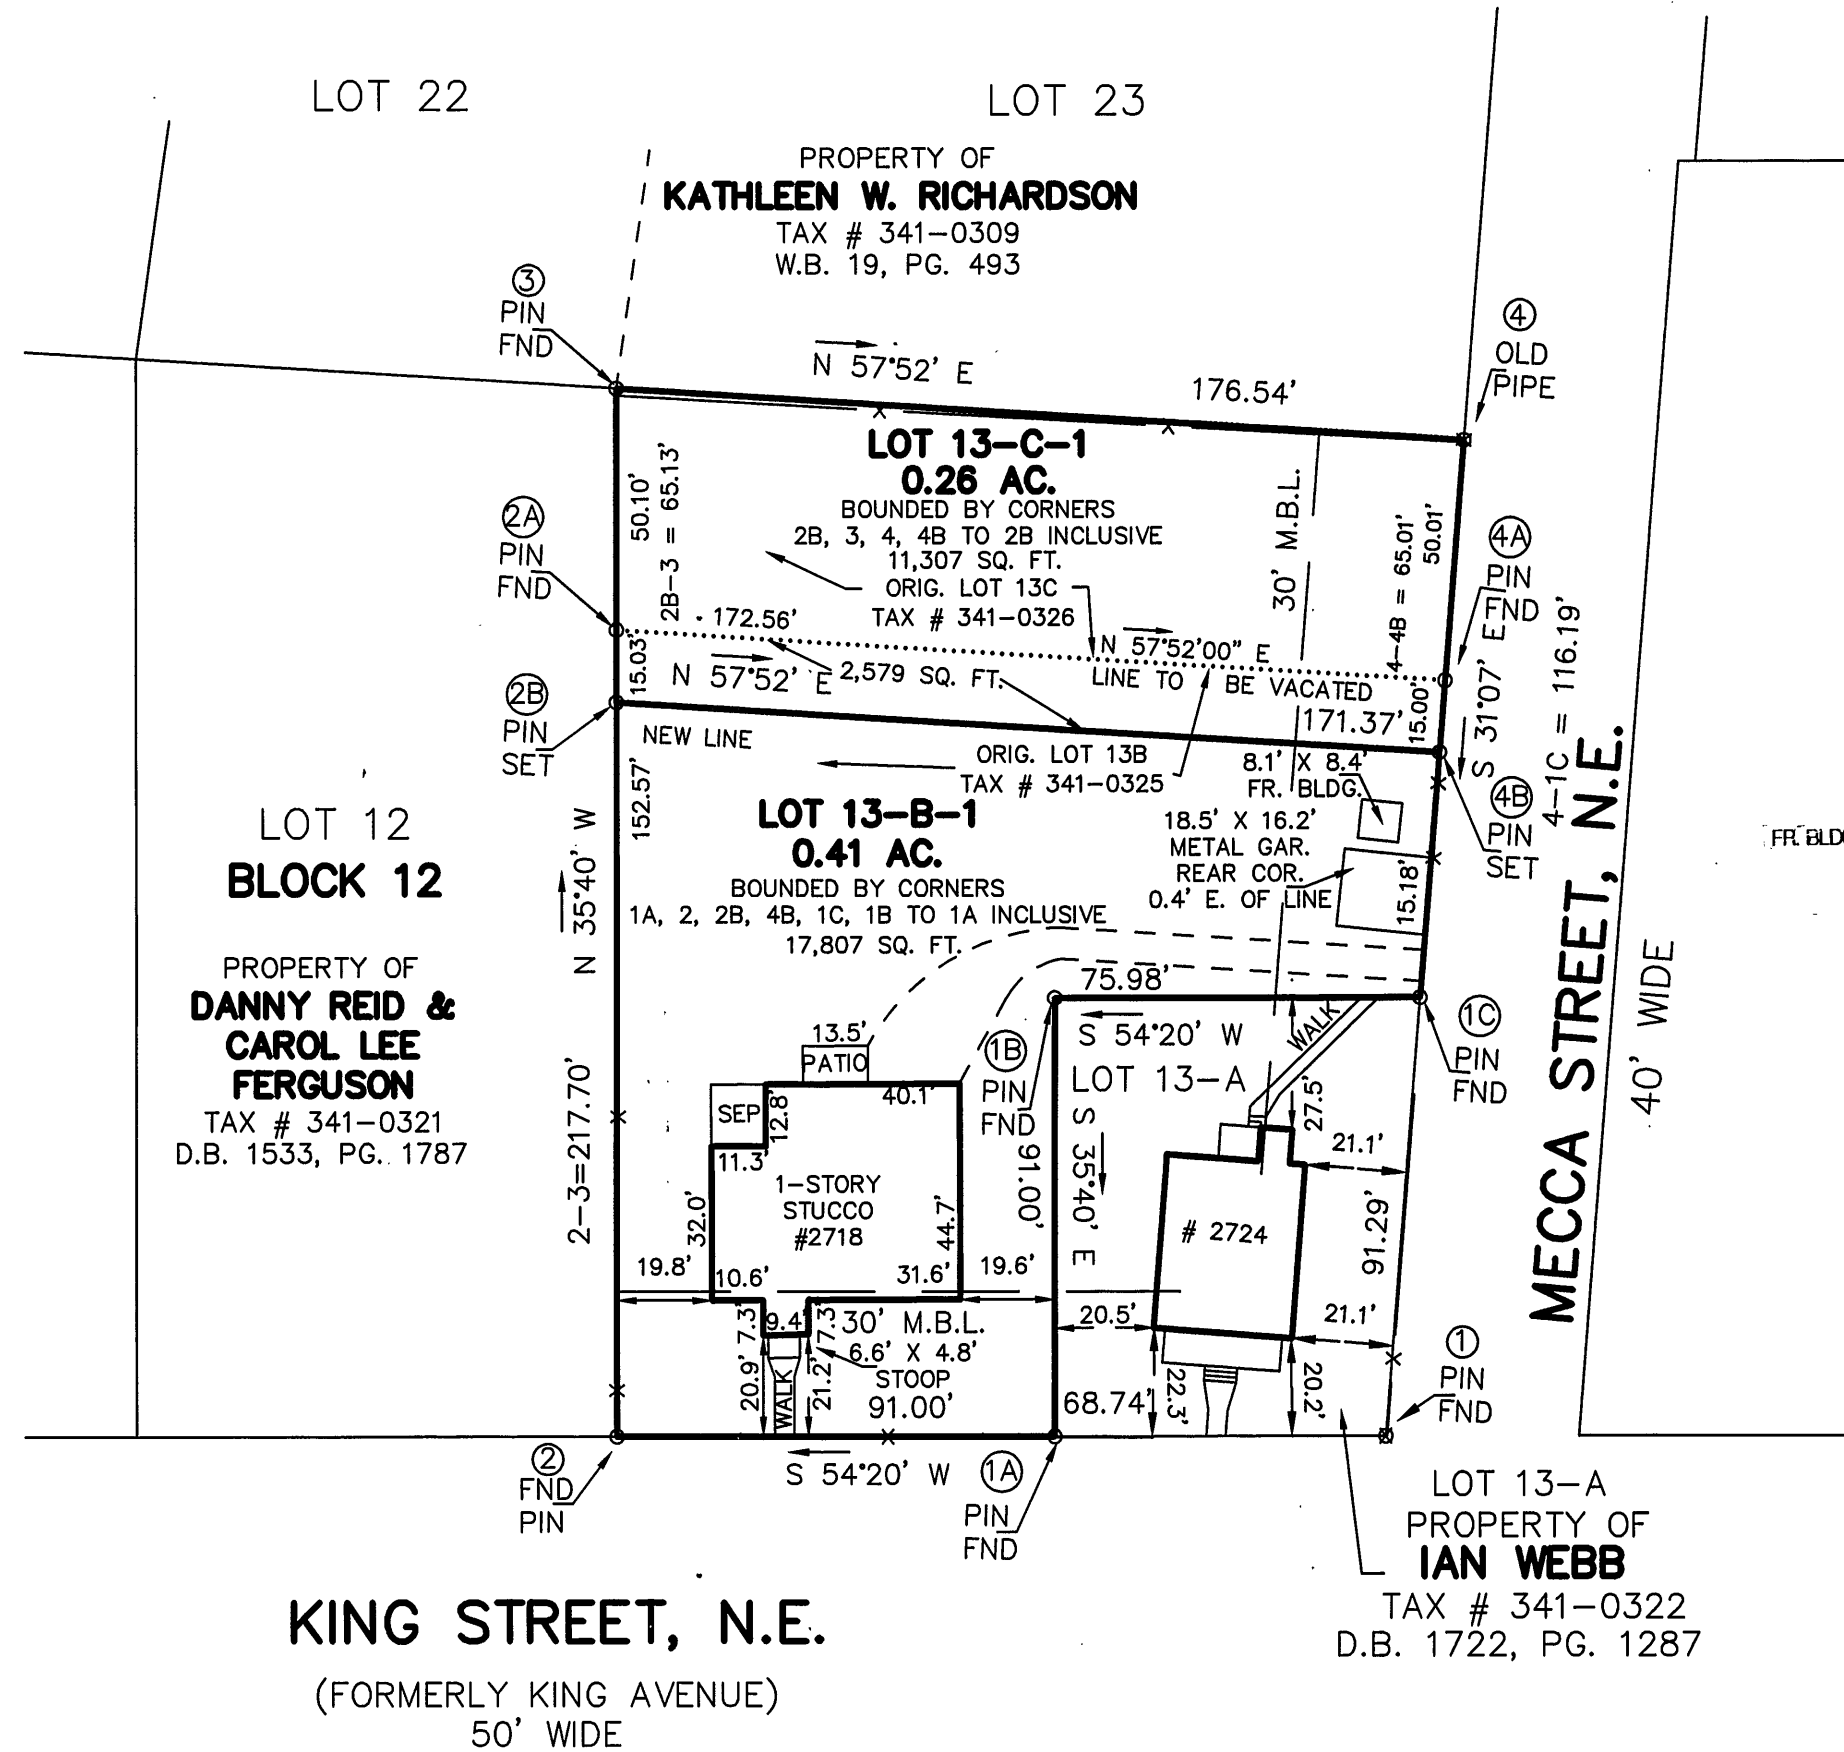 LOT 22
LOT 23
PROPERTY OF
KATHLEEN W. RICHARDSON
TAX # 341-0309
W.B. 19, PG. 493
3
PIN
FND
4
OLD
PIPE
N 57°52' E
176.54'
LOT 13-C-1
0.26 AC.
BOUNDED BY CORNERS
2B, 3, 4, 4B TO 2B INCLUSIVE
11,307 SQ. FT.
ORIG. LOT 13C
TAX # 341-0326
50.10'
2B-3 = 65.13'
30' M.B.L.
4-4B = 65.01'
50.01'
2A
PIN
FND
4A
PIN
FND
172.56'
N 57°52'00" E
15.03'
N 57°52' E
2,579 SQ. FT.
LINE TO BE VACATED
171.37'
15.00'
S 31°07' E
4-1C = 116.19'
2B
PIN
SET
NEW LINE
ORIG. LOT 13B
TAX # 341-0325
8.1' X 8.4'
FR. BLDG.
4B
PIN
SET
152.57'
LOT 13-B-1
0.41 AC.
BOUNDED BY CORNERS
1A, 2, 2B, 4B, 1C, 1B TO 1A INCLUSIVE
17,807 SQ. FT.
18.5' X 16.2'
METAL GAR.
REAR COR.
0.4' E. OF LINE
15.18'
FR. BLD
LOT 12
BLOCK 12
PROPERTY OF
DANNY REID &
CAROL LEE
FERGUSON
TAX # 341-0321
D.B. 1533, PG. 1787
N 35°40' W
2-3=217.70'
MECCA STREET, N.E.
40' WIDE
75.98'
S 54°20' W
1B
PIN
FND
1C
PIN
FND
LOT 13-A
WALK
27.5'
S 35°40' E
91.00'
13.5'
PATIO
SEP
12.8'
40.1'
11.3'
1-STORY
STUCCO
#2718
32.0'
44.7'
19.8'
10.6'
31.6'
19.6'
7.3'
9.4'
7.3'
30' M.B.L.
6.6' X 4.8'
STOOP
20.9'
WALK
21.2'
91.00'
# 2724
21.1'
91.29'
20.5'
21.1'
22.3'
20.2'
68.74'
1
PIN
FND
2
FND
PIN
S 54°20' W
1A
PIN
FND
LOT 13-A
PROPERTY OF
IAN WEBB
TAX # 341-0322
D.B. 1722, PG. 1287
KING STREET, N.E.
(FORMERLY KING AVENUE)
50' WIDE